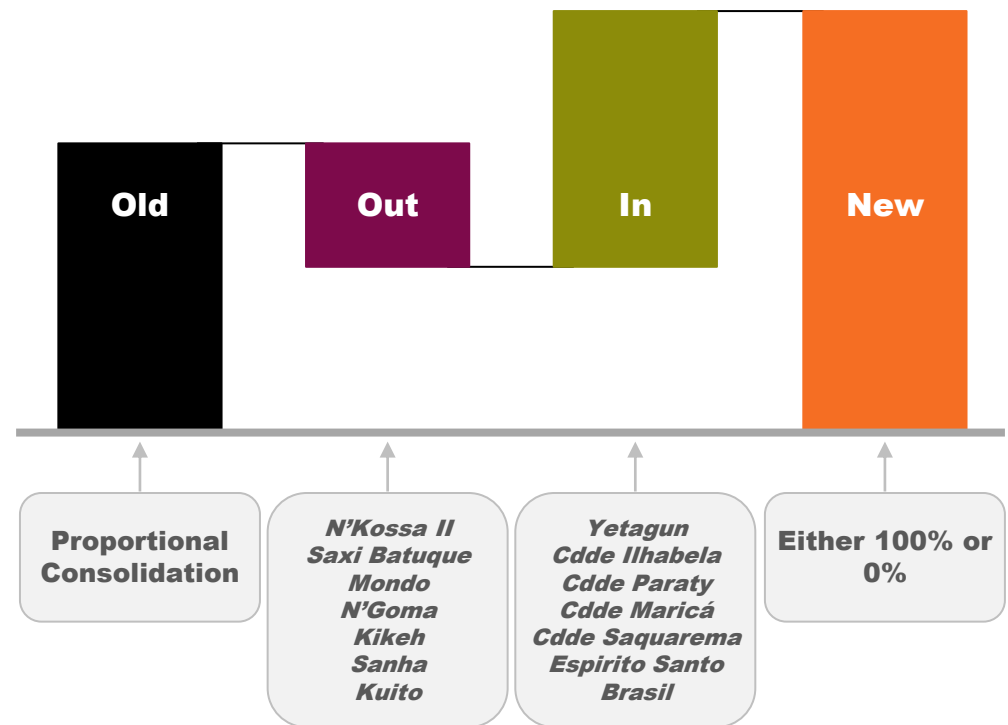 Old
Out
In
New
Proportional
Consolidation
N’Kossa II
Saxi Batuque
Mondo
N’Goma
Kikeh
Sanha
Kuito
Yetagun
Cdde Ilhabela
Cdde Paraty
Cdde Maricá
Cdde Saquarema
Espirito Santo
Brasil
Either 100% or
0%